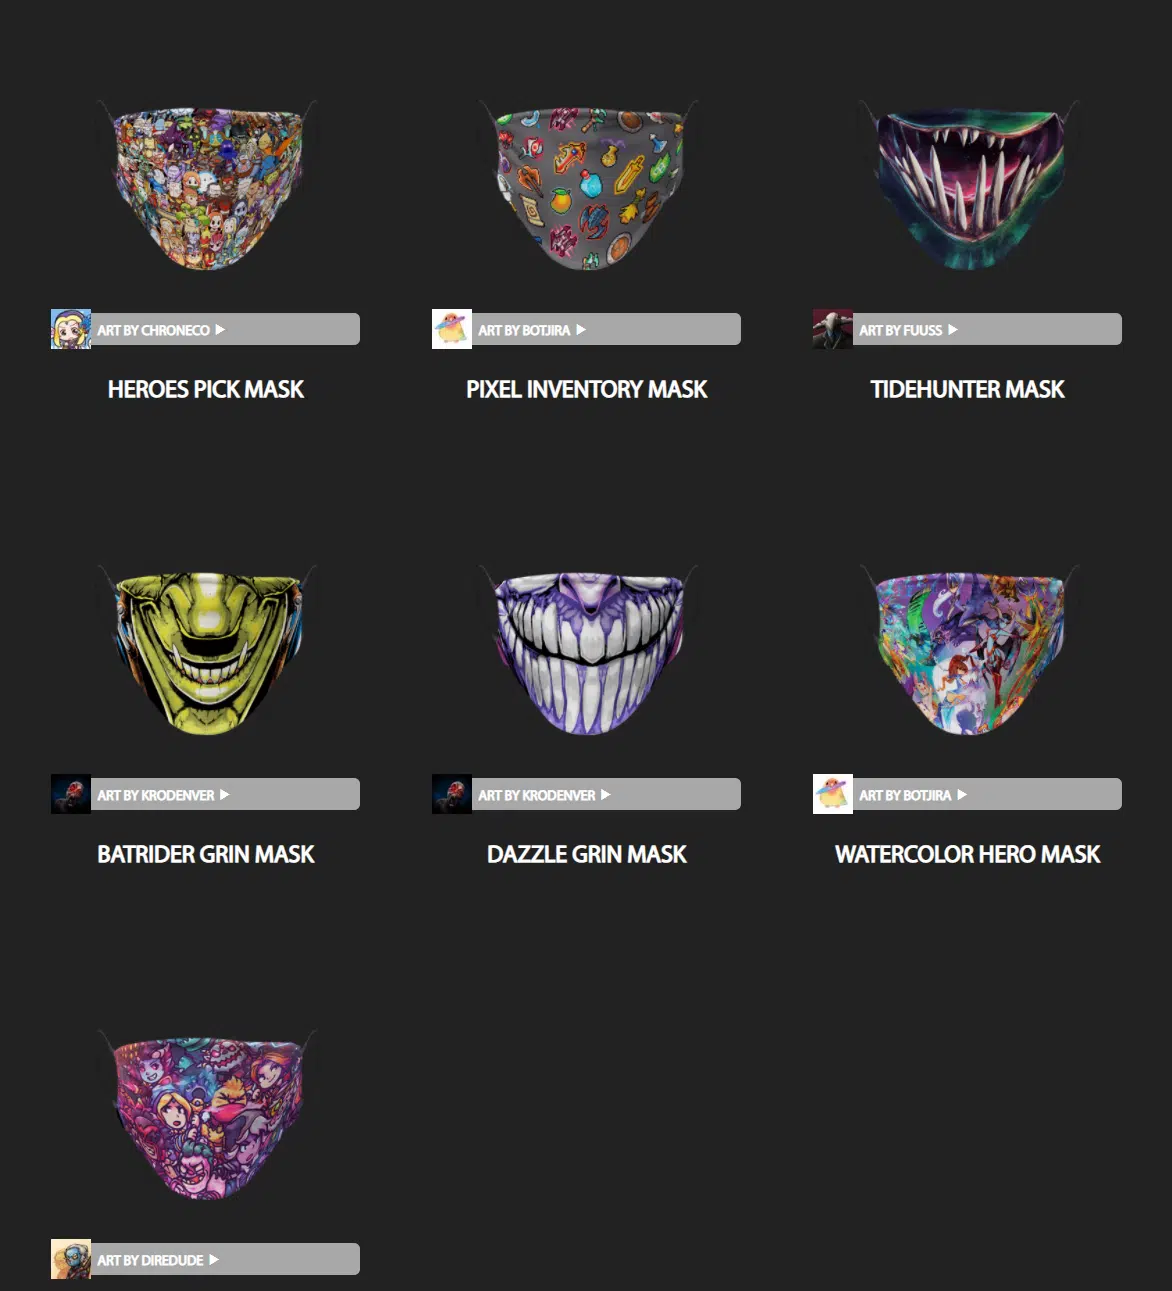 ART BY CHRONECO
ART BY BOTJIRA
ART BY FUUSS
HEROES PICK MASK
PIXEL INVENTORY MASK
TIDEHUNTER MASK
ART BY KRODENVER
ART BY KRODENVER
ART BY BOTJIRA
BATRIDER GRIN MASK
DAZZLE GRIN MASK
WATERCOLOR HERO MASK
ART BY DIREDUDE